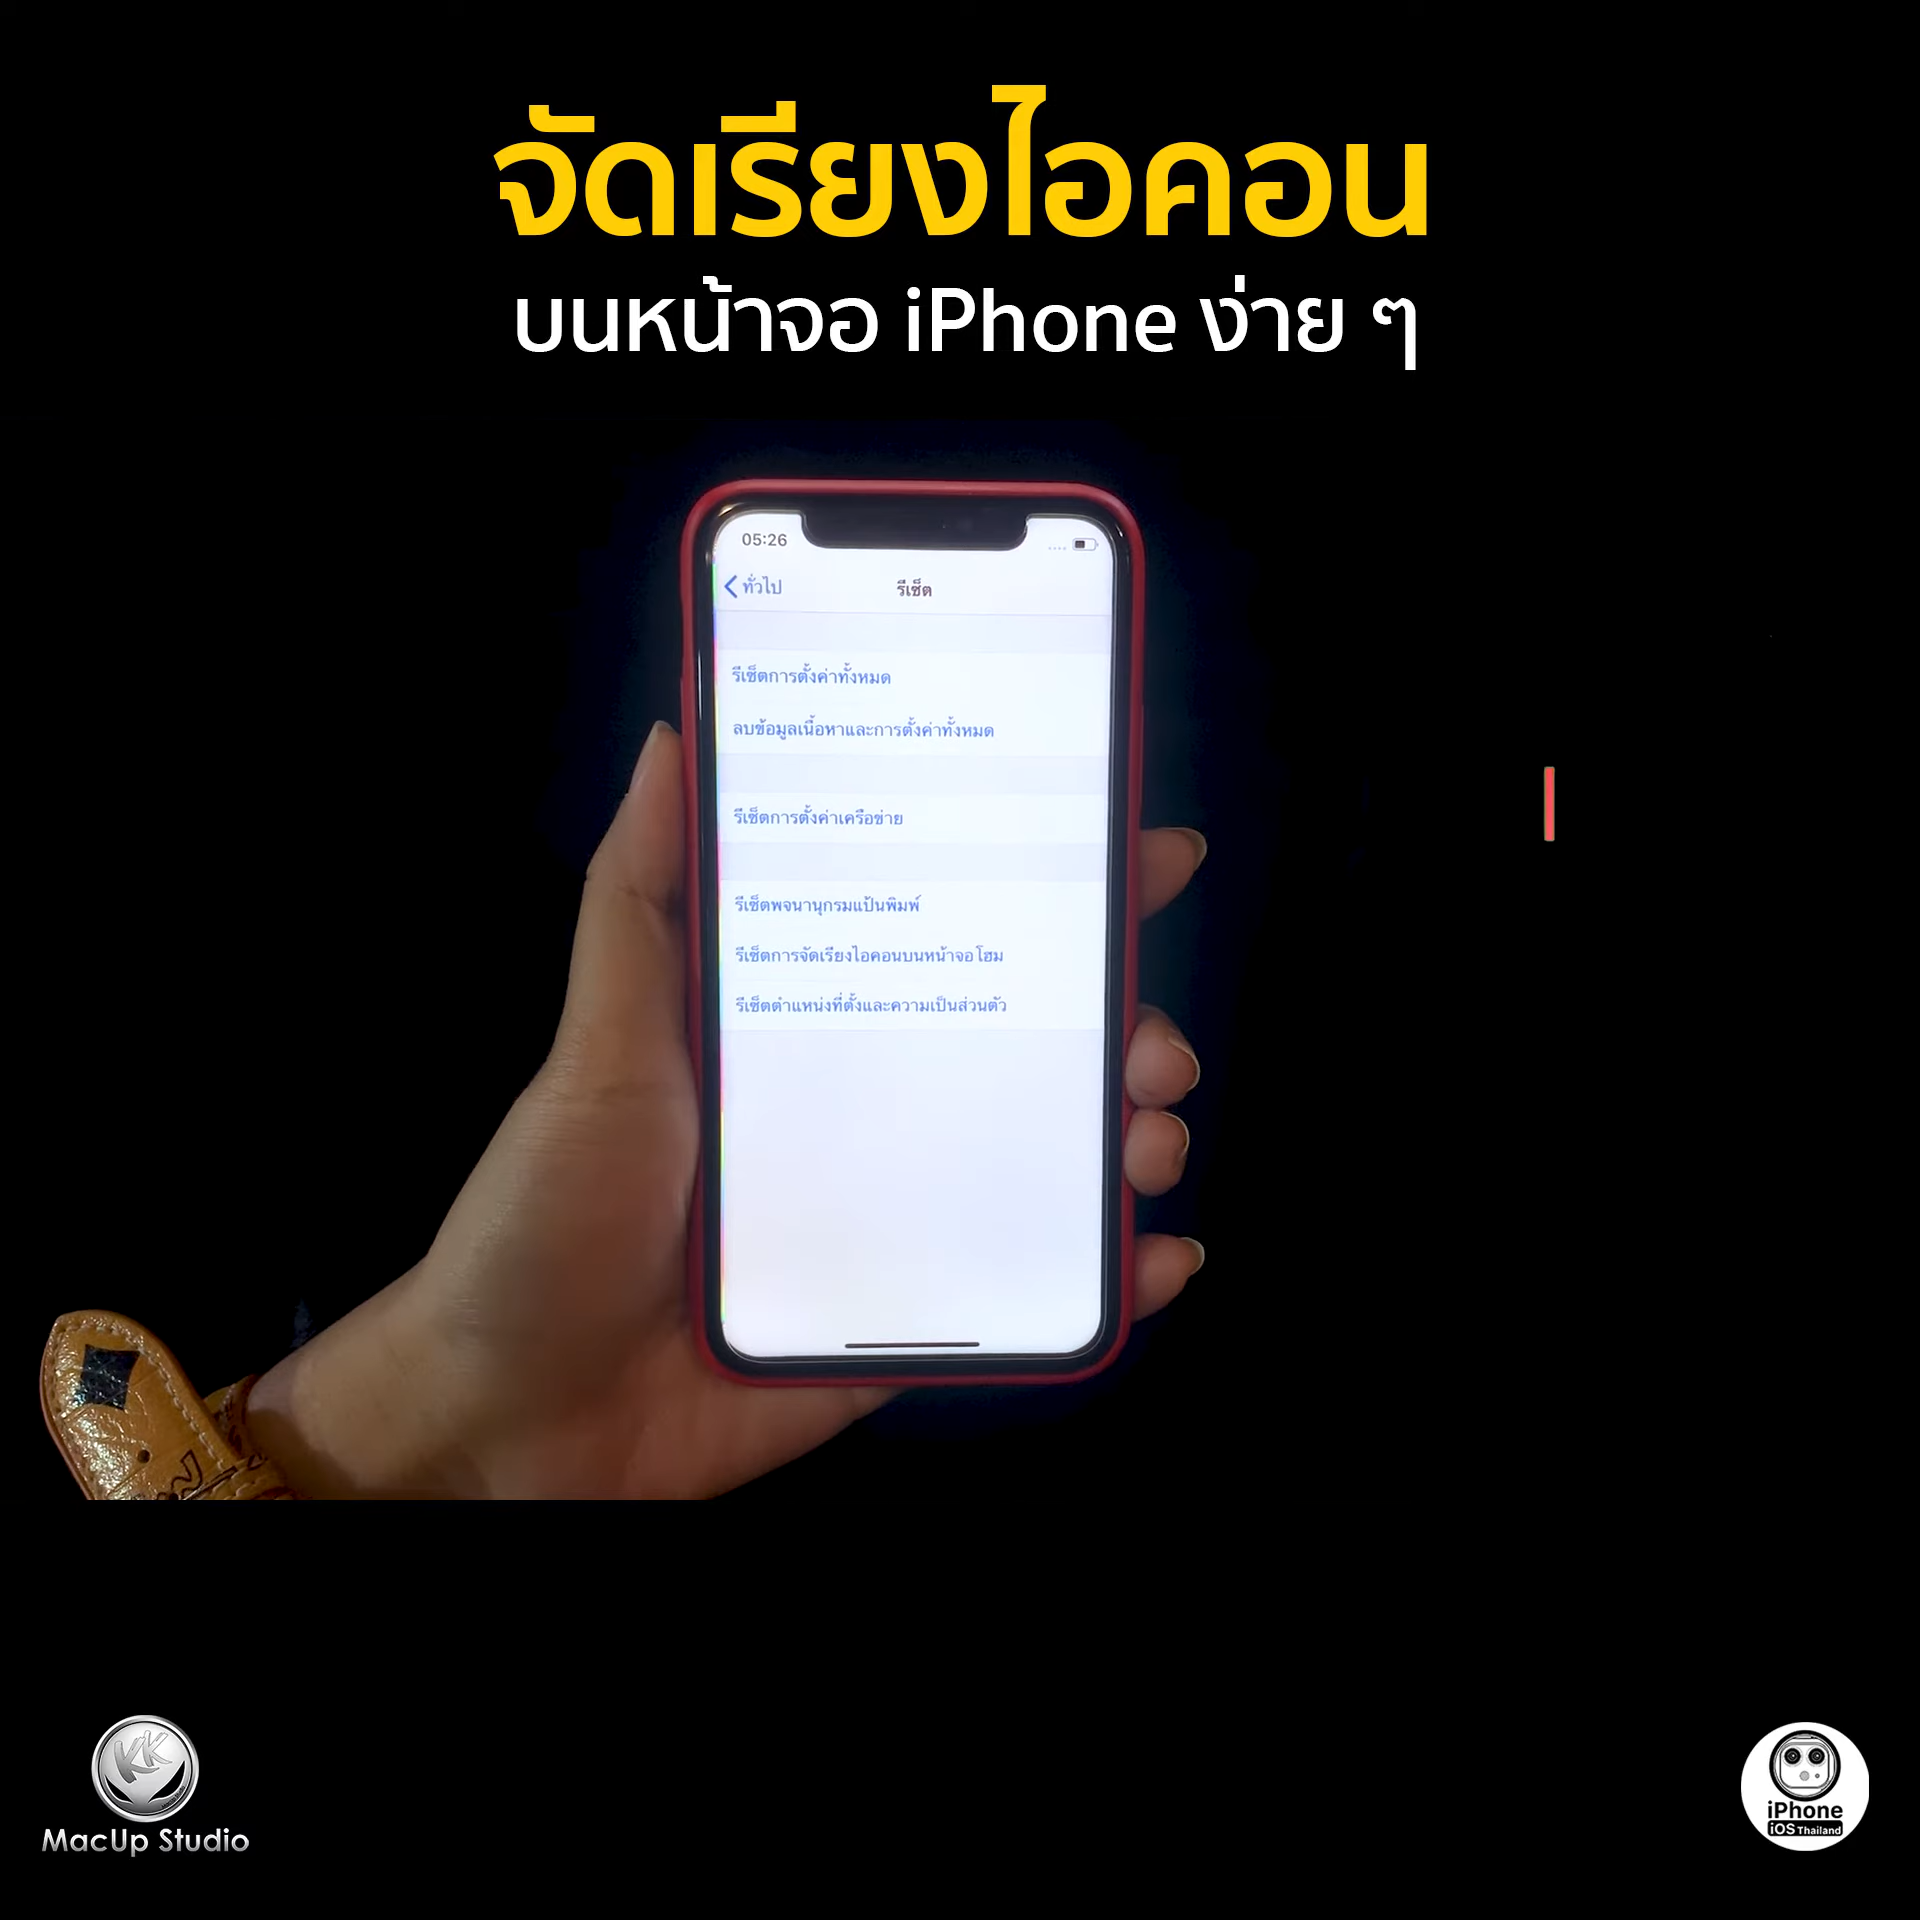 จัดเรียงไอคอน
บนหน้าจอ iPhone ง่าย ๆ
05:26
ทั่วไป
รีเซ็ต
รีเซ็ตการตั้งค่าทั้งหมด
ลบข้อมูลเนื้อหาและการตั้งค่าทั้งหมด
รีเซ็ตการตั้งค่าเครือข่าย
รีเซ็ตพจนานุกรมแป้นพิมพ์
รีเซ็ตการจัดเรียงไอคอนบนหน้าจอโฮม
รีเซ็ตตำแหน่งที่ตั้งและความเป็นส่วนตัว
KK
MacUp Studio
iPhone
iOS Thailand